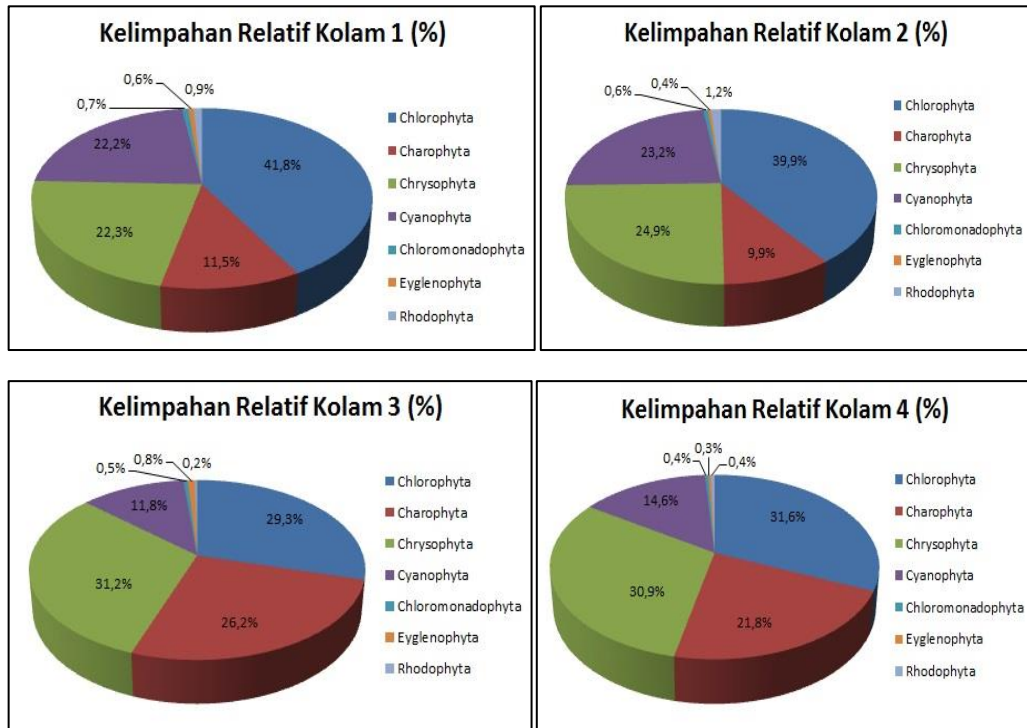 Kelimpahan Relatif Kolam 1 (%)
0,6%
0,9%
0,7%
22,2%
41,8%
22,3%
11,5%
Chlorophyta
Charophyta
Chrysophyta
Cyanophyta
Chloromonadophyta
Eyglenophyta
Rhodophyta
Kelimpahan Relatif Kolam 2 (%)
0,4%
1,2%
0,6%
23,2%
39,9%
24,9%
9,9%
Chlorophyta
Charophyta
Chrysophyta
Cyanophyta
Chloromonadophyta
Eyglenophyta
Rhodophyta
Kelimpahan Relatif Kolam 3 (%)
0,8%
0,2%
0,5%
11,8%
29,3%
31,2%
26,2%
Chlorophyta
Charophyta
Chrysophyta
Cyanophyta
Chloromonadophyta
Eyglenophyta
Rhodophyta
Kelimpahan Relatif Kolam 4 (%)
0,3%
0,4%
0,4%
14,6%
31,6%
30,9%
21,8%
Chlorophyta
Charophyta
Chrysophyta
Cyanophyta
Chloromonadophyta
Eyglenophyta
Rhodophyta